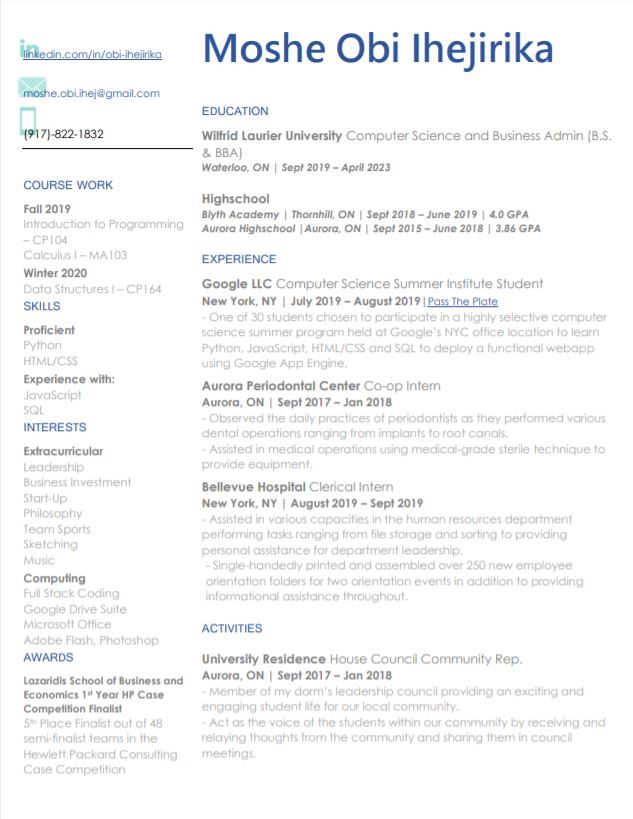 Moshe Obi Ihejirika
in
linkedin.com/in/obi-ihejirika
moshe.obi.ihej@gmail.com
(917)-822-1832
COURSE WORK
Fall 2019
Introduction to Programming
– CP104
Calculus I – MA103
Winter 2020
Data Structures I – CP164
SKILLS
Proficient
Python
HTML/CSS
Experience with:
JavaScript
SQL
INTERESTS
Extracurricular
Leadership
Business Investment
Start-Up
Philosophy
Team Sports
Sketching
Music
Computing
Full Stack Coding
Google Drive Suite
Microsoft Office
Adobe Flash, Photoshop
AWARDS
Lazaridis School of Business and
Economics 1st Year HP Case
Competition Finalist
5th Place Finalist out of 48
semi-finalist teams in the
Hewlett Packard Consulting
Case Competition
EDUCATION
Wilfrid Laurier University Computer Science and Business Admin (B.S.
& BBA)
Waterloo, ON | Sept 2019 – April 2023
Highschool
Blyth Academy | Thornhill, ON | Sept 2018 – June 2019 | 4.0 GPA
Aurora Highschool |Aurora, ON | Sept 2015 – June 2018 | 3.86 GPA
EXPERIENCE
Google LLC Computer Science Summer Institute Student
New York, NY | July 2019 – August 2019|Pass The Plate
- One of 30 students chosen to participate in a highly selective computer
science summer program held at Google's NYC office location to learn
Python, JavaScript, HTML/CSS and SQL to deploy a functional webapp
using Google App Engine.
Aurora Periodontal Center Co-op Intern
Aurora, ON | Sept 2017 – Jan 2018
- Observed the daily practices of periodontists as they performed various
dental operations ranging from implants to root canals.
- Assisted in medical operations using medical-grade sterile technique to
provide equipment.
Bellevue Hospital Clerical Intern
New York, NY | August 2019 – Sept 2019
- Assisted in various capacities in the human resources department
performing tasks ranging from file storage and sorting to providing
personal assistance for department leadership.
- Single-handedly printed and assembled over 250 new employee
orientation folders for two orientation events in addition to providing
informational assistance throughout.
ACTIVITIES
University Residence House Council Community Rep.
Aurora, ON | Sept 2017 – Jan 2018
- Member of my dorm's leadership council providing an exciting and
engaging student life for our local community.
- Act as the voice of the students within our community by receiving and
relaying thoughts from the community and sharing them in council
meetings.